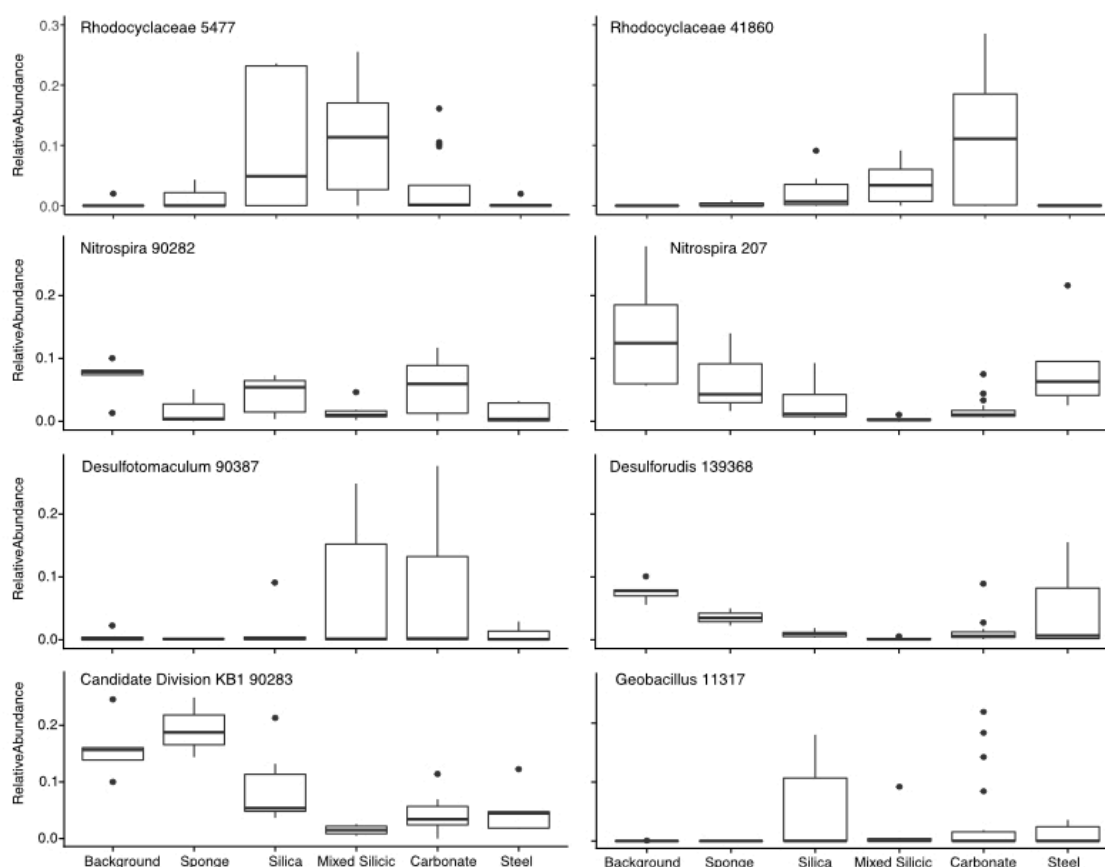 Rhodocyclaceae 5477
Rhodocyclaceae 41860
RelativeAbundance
0.3
0.2
0.1
0.0
Nitrospira 90282
Nitrospira 207
RelativeAbundance
0.2
0.1
0.0
Desulfotomaculum 90387
Desulforudis 139368
RelativeAbundance
0.2
0.1
0.0
Candidate Division KB1 90283
Geobacillus 11317
RelativeAbundance
0.2
0.1
0.0
Background Sponge Silica Mixed Silicic Carbonate Steel
Background Sponge Silica Mixed Silicic Carbonate Steel